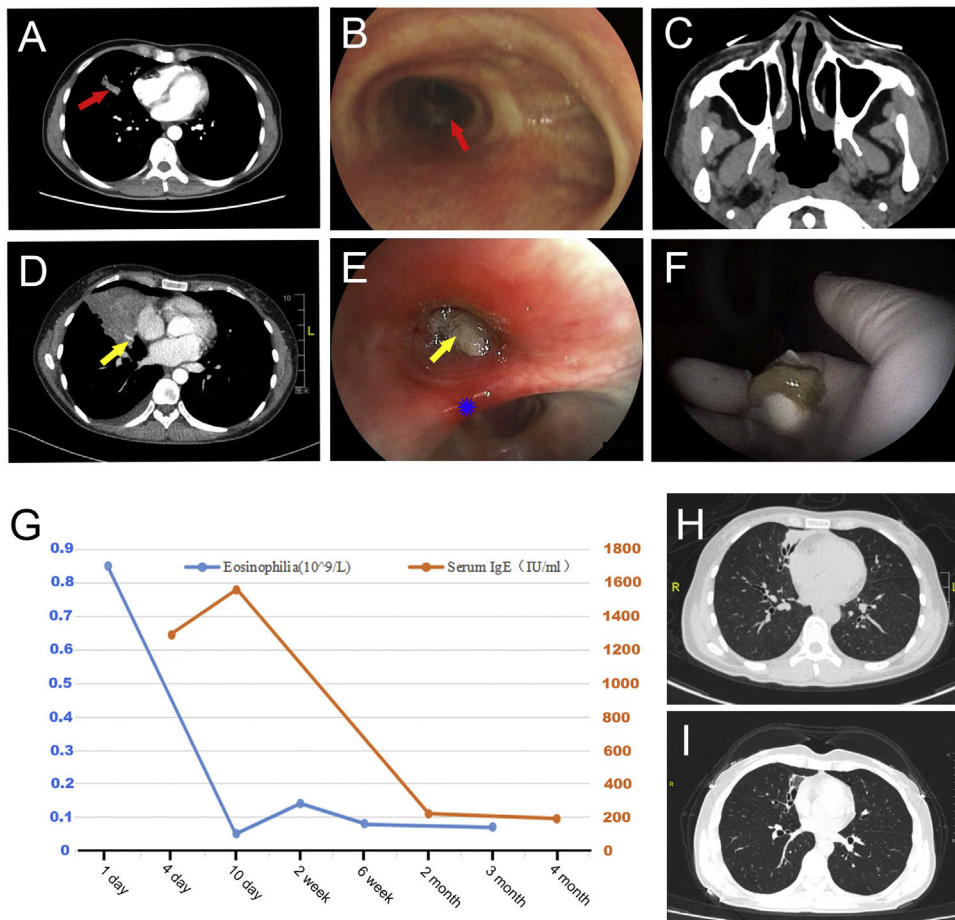 A
B
C
D
10
L
厘米
E
F
G
0.9
0.8
0.7
0.6
0.5
0.4
0.3
0.2
0.1
0
Eosinophilia(10^9/L)
Serum IgE（IU/ml）
1800
1600
1400
1200
1000
800
600
400
200
0
1 day
4 day
10 day
2 week
6 week
2 month
3 month
4 month
H
R
L
I
R